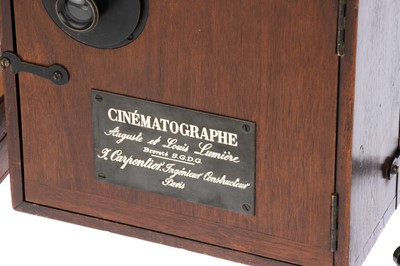 CINÉMATOGRAPHE
Auguste et Louis Lumière
Breveté S.G.D.G.
J. Carpentier, Ingénieur Constructeur
Paris